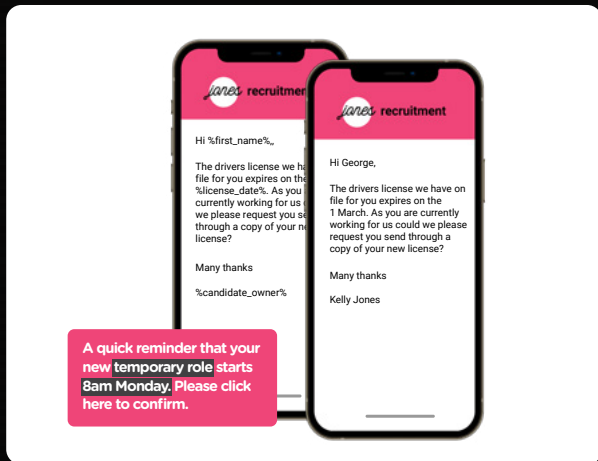 jones recruitmen
Hi %first_name%,,
The drivers license we ha
file for you expires on the
%license_date%. As you
currently working for us
we please request you se
through a copy of your ne
license?
Many thanks
%candidate_owner%
jones recruitment
Hi George,
The drivers license we have on
file for you expires on the
1 March. As you are currently
working for us could we please
request you send through a
copy of your new license?
Many thanks
Kelly Jones
A quick reminder that your
new temporary role starts
8am Monday. Please click
here to confirm.